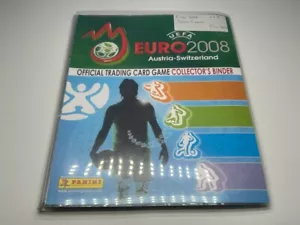 UEFA
EURO2008
Austria-Switzerland
OFFICIAL TRADING CARD GAME COLLECTOR'S BINDER
PANINI